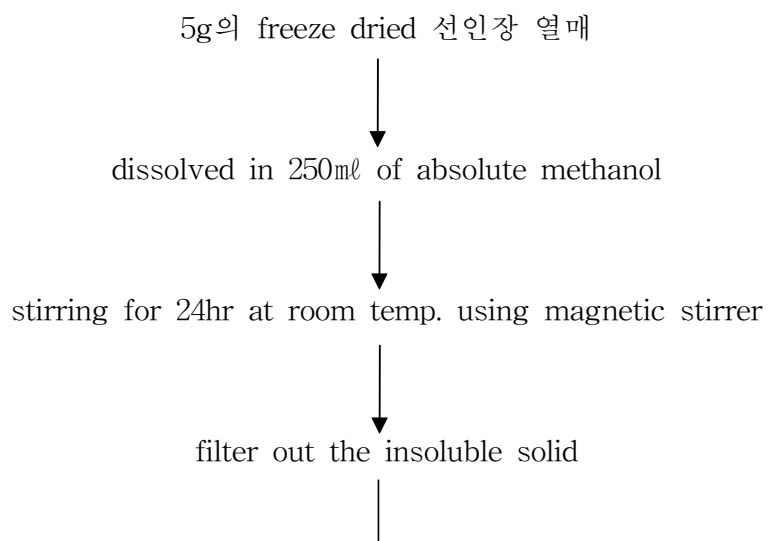 5g의 freeze dried 선인장 열매
dissolved in 250㎖ of absolute methanol
stirring for 24hr at room temp. using magnetic stirrer
filter out the insoluble solid